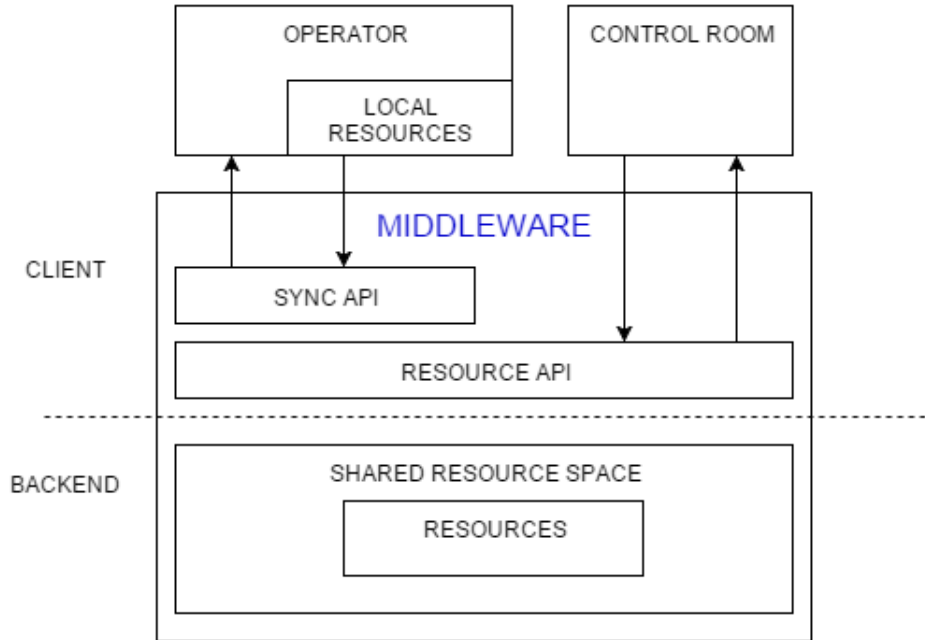 OPERATOR
CONTROL ROOM
LOCAL
RESOURCES
MIDDLEWARE
CLIENT
SYNC API
RESOURCE API
BACKEND
SHARED RESOURCE SPACE
RESOURCES